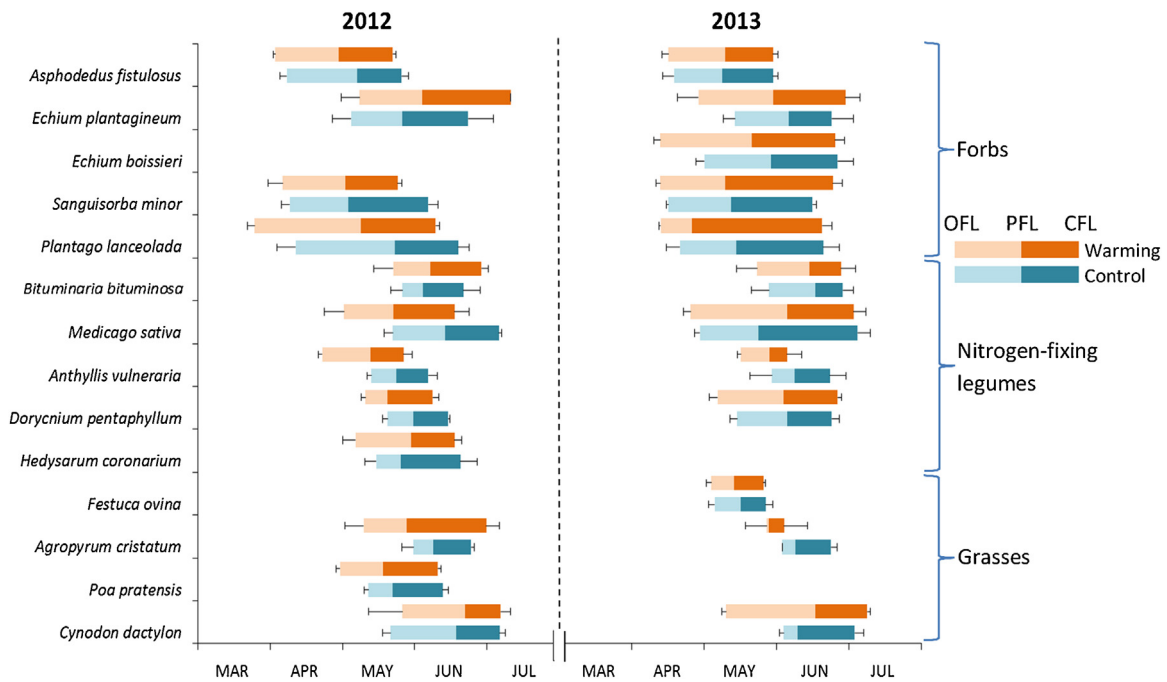 2012 2013
Asphodedus fistulosus
Echium plantagineum
Echium boissieri
Forbs
Sanguisorba minor
OFL PFL CFL
Plantago lanceolada
Warming
Control
Bituminaria bituminosa
Medicago sativa
Nitrogen-fixing
legumes
Anthyllis vulneraria
Dorycnium pentaphyllum
Hedysarum coronarium
Festuca ovina
Agropyrum cristatum
Grasses
Poa pratensis
Cynodon dactylon
MAR APR MAY JUN JUL MAR APR MAY JUN JUL